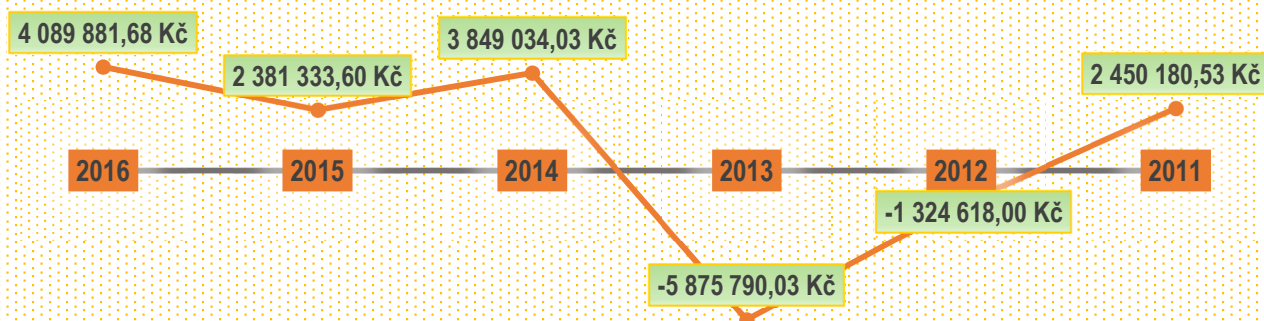 4 089 881,68 Kč
2 381 333,60 Kč
3 849 034,03 Kč
2 450 180,53 Kč
2016
2015
2014
2013
2012
2011
-1 324 618,00 Kč
-5 875 790,03 Kč